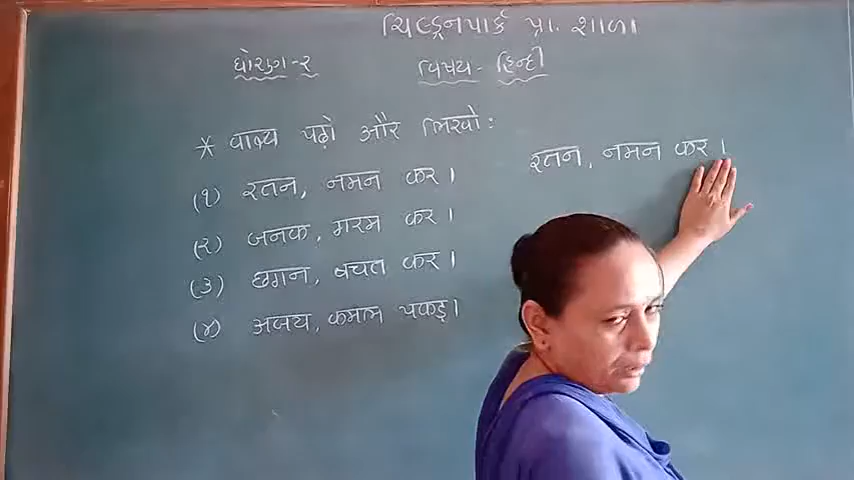 ચિલ્ડ્રનપાર્ક પ્રા. શાળા
ધોરણ-૨
વિષય- હિન્દી
* वाक्य पढ़ो और लिखो:
(१) रतन, नमन कर।
(२) जनक, गरम कर।
(३) छगन, बचत कर।
(४) अजय, कमल पकड़।
रतन, नमन कर।